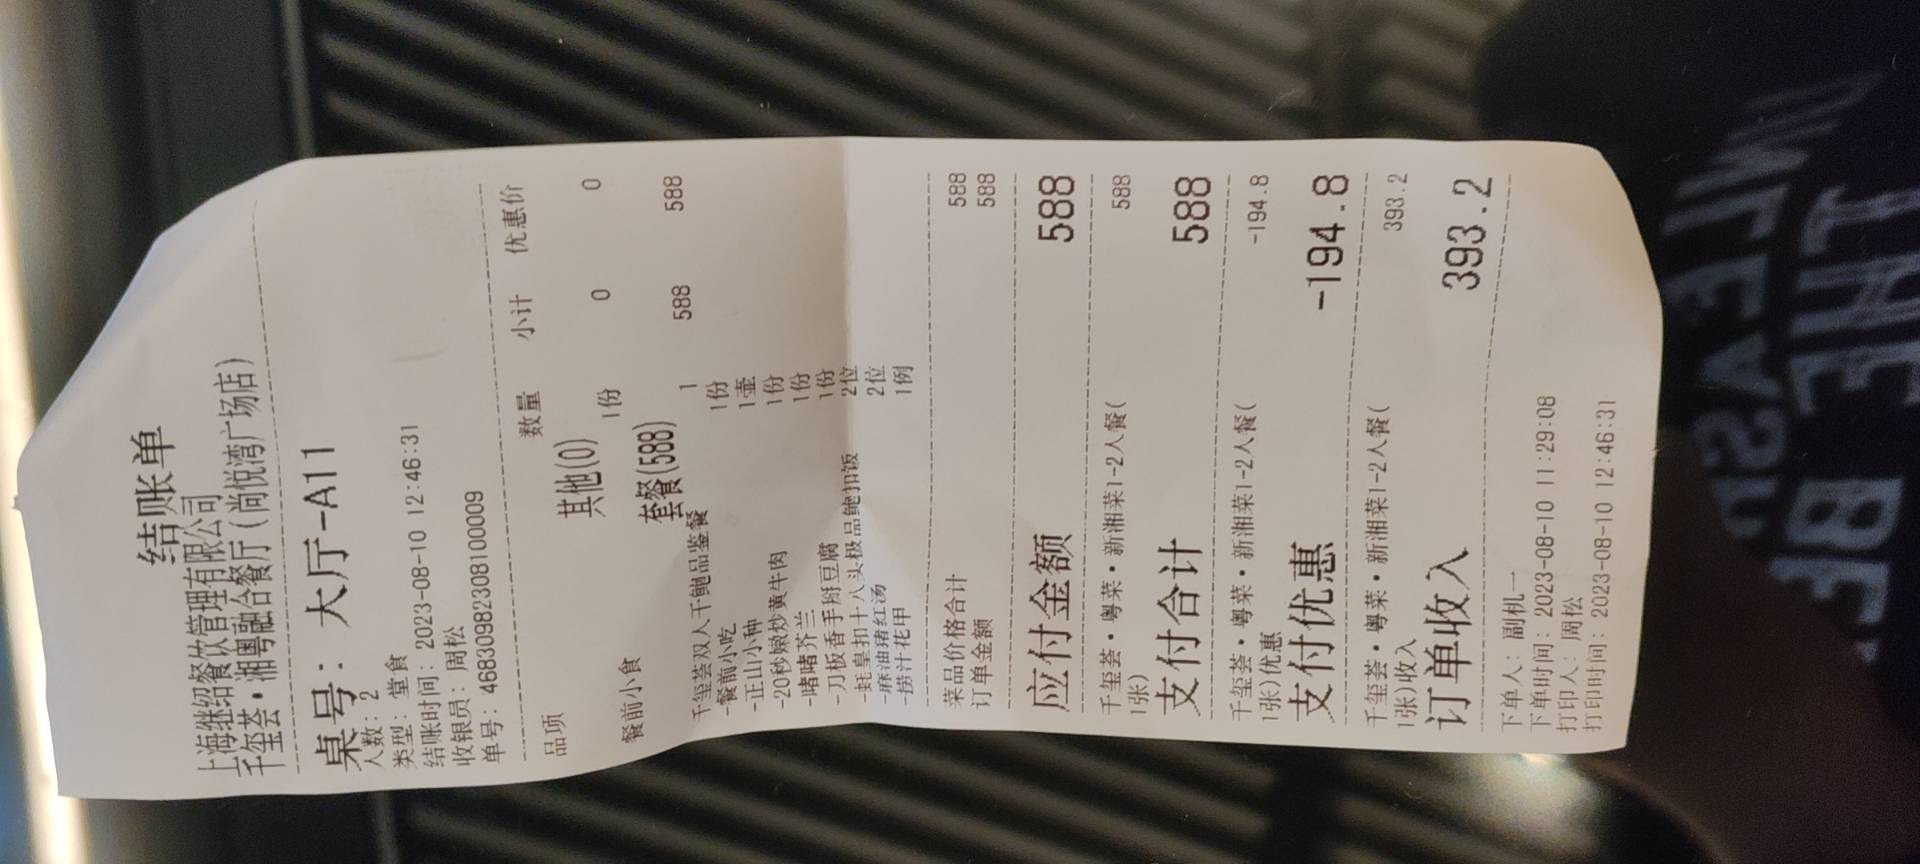 结账单
上海继绍餐饮管理有限公司
千玺荟·湘粤融合餐厅(尚悦湾广场店)
桌号：大厅-A11
人数：2
类型：堂食
结账时间：2023-08-10 12:46:31
收银员：周松
单号：46830982308100009
品项 数量 小计 优惠价
其他(0)
餐前小食 1份 0 0
套餐(588)
千玺荟双人干鲍品鉴餐 1 588 588
-餐前小吃 1份
-正山小种 1壶
-20秒嫩炒黄牛肉 1份
-啫啫芥兰 1份
-刀板香手掰豆腐 1份
-蚝皇扣十八头极品鲍扣饭 2位
-麻油猪红汤 2位
-捞汁花甲 1例
菜品价格合计 588
订单金额 588
应付金额 588
千玺荟·粤菜·新湘菜1-2人餐( 588
1张)
支付合计 588
千玺荟·粤菜·新湘菜1-2人餐( -194.8
1张)优惠
支付优惠 -194.8
千玺荟·粤菜·新湘菜1-2人餐( 393.2
1张)收入
订单收入 393.2
下单人：副机一
下单时间：2023-08-10 11:29:08
打印人：周松
打印时间：2023-08-10 12:46:31
THE